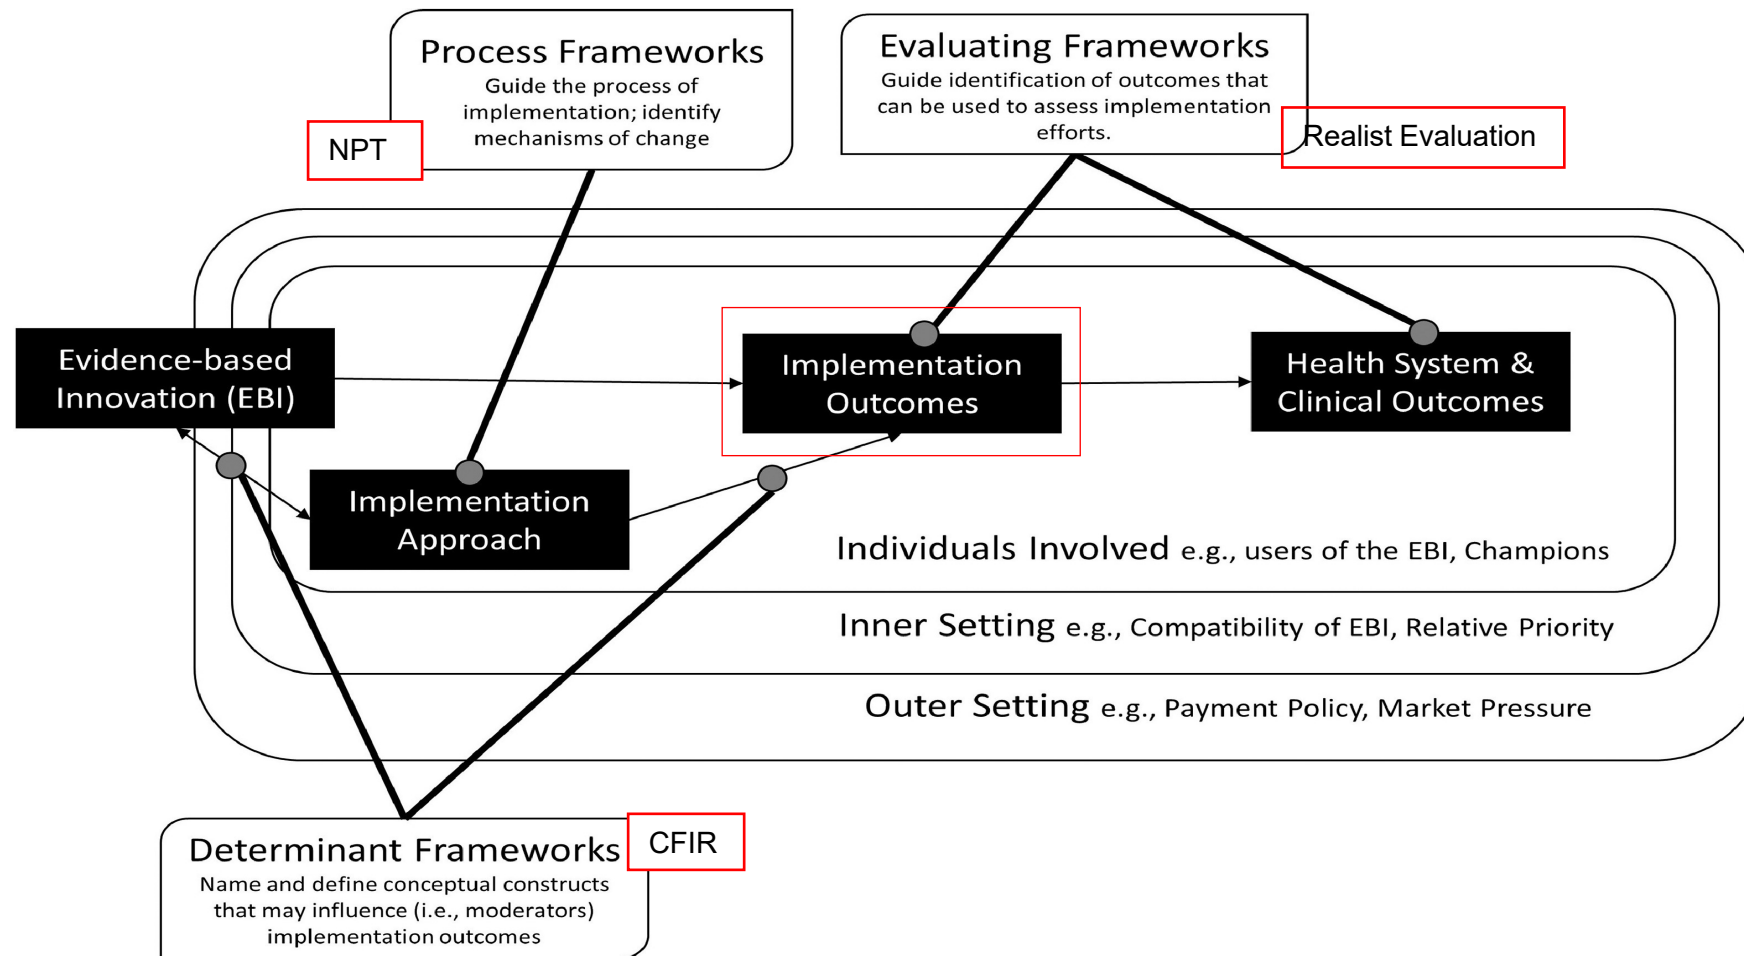 Process Frameworks
Guide the process of
implementation; identify
mechanisms of change
NPT
Evaluating Frameworks
Guide identification of outcomes that
can be used to assess implementation
efforts.
Realist Evaluation
Evidence-based
Innovation (EBI)
Implementation
Outcomes
Health System &
Clinical Outcomes
Implementation
Approach
Individuals Involved e.g., users of the EBI, Champions
Inner Setting e.g., Compatibility of EBI, Relative Priority
Outer Setting e.g., Payment Policy, Market Pressure
Determinant Frameworks
CFIR
Name and define conceptual constructs
that may influence (i.e., moderators)
implementation outcomes